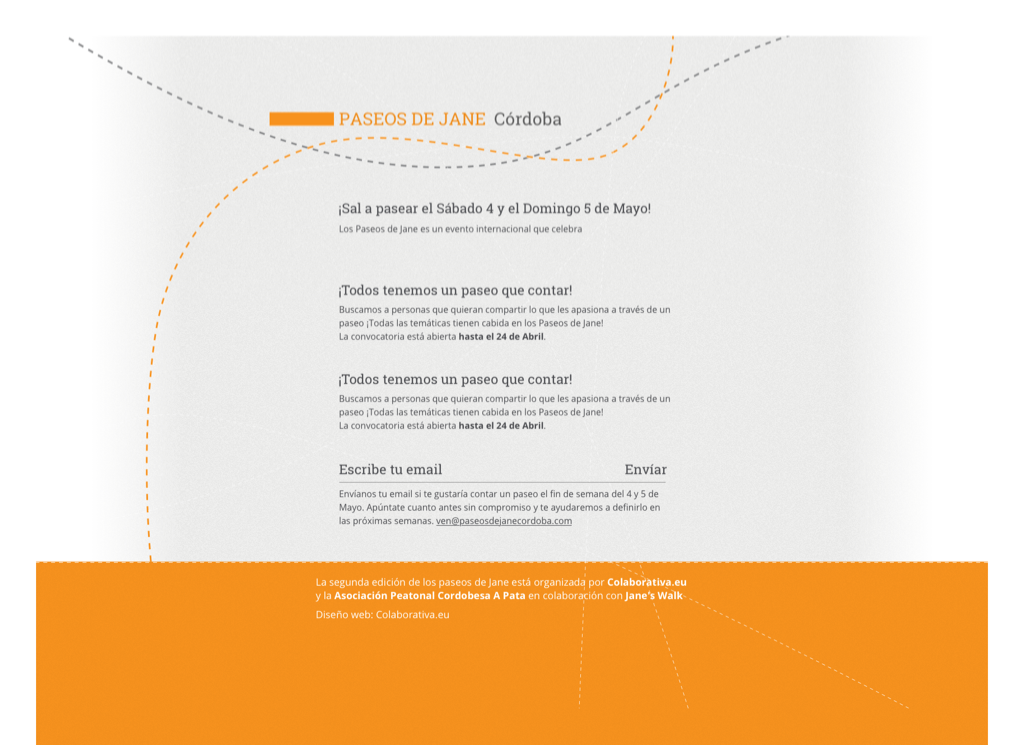 PASEOS DE JANE Córdoba
¡Sal a pasear el Sábado 4 y el Domingo 5 de Mayo!
Los Paseos de Jane es un evento internacional que celebra
¡Todos tenemos un paseo que contar!
Buscamos a personas que quieran compartir lo que les apasiona a través de un
paseo ¡Todas las temáticas tienen cabida en los Paseos de Jane!
La convocatoria está abierta hasta el 24 de Abril.
¡Todos tenemos un paseo que contar!
Buscamos a personas que quieran compartir lo que les apasiona a través de un
paseo ¡Todas las temáticas tienen cabida en los Paseos de Jane!
La convocatoria está abierta hasta el 24 de Abril.
Escribe tu email Envíar
Envíanos tu email si te gustaría contar un paseo el fin de semana del 4 y 5 de
Mayo. Apúntate cuanto antes sin compromiso y te ayudaremos a definirlo en
las próximas semanas. ven@paseosdejanecordoba.com
La segunda edición de los paseos de Jane está organizada por Colaborativa.eu
y la Asociación Peatonal Cordobesa A Pata en colaboración con Jane's Walk
Diseño web: Colaborativa.eu